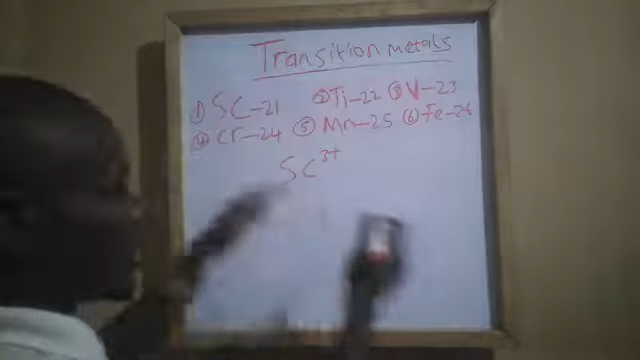 Transition metals
① SC-21 ② Ti-22 ③ V-23
④ Cr-24 ⑤ Mn-25 ⑥ Fe-26
Sc³⁺